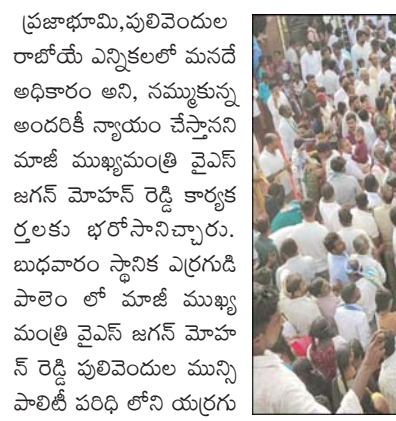 ప్రజాభూమి,పులివెందుల
రాబోయే ఎన్నికలలో మనదే
అధికారం అని, నమ్ముకున్న
అందరికీ న్యాయం చేస్తానని
మాజీ ముఖ్యమంత్రి వైఎస్
జగన్ మోహన్ రెడ్డి కార్యక
ర్తలకు భరోసానిచ్చారు.
బుధవారం స్థానిక ఎర్రగుడి
పాలెం లో మాజీ ముఖ్య
మంత్రి వైఎస్ జగన్ మోహ
న్ రెడ్డి పులివెందుల మున్సి
పాలిటీ పరిధి లోని యర్రగు